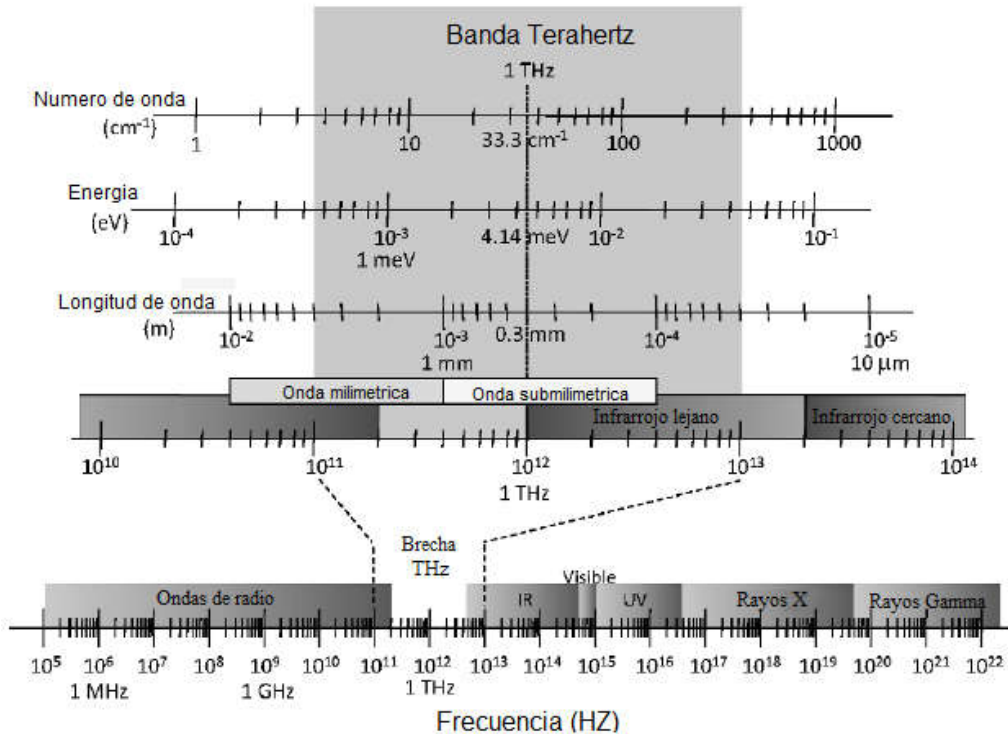 Banda Terahertz
1 THz
Numero de onda
(cm⁻¹)
1 10 33.3 cm⁻¹ 100 1000
Energia
(eV)
10⁻⁴ 10⁻³ 4.14 meV 10⁻² 10⁻¹
1 meV
Longitud de onda
(m)
10⁻² 10⁻³ 0.3 mm 10⁻⁴ 10⁻⁵
1 mm 10 μm
Onda milimetrica Onda submilimetrica
Infrarrojo lejano Infrarrojo cercano
10¹⁰ 10¹¹ 10¹² 10¹³ 10¹⁴
1 THz
Brecha
THz
Visible
Ondas de radio IR UV Rayos X Rayos Gamma
10⁵ 10⁶ 10⁷ 10⁸ 10⁹ 10¹⁰ 10¹¹ 10¹² 10¹³ 10¹⁴ 10¹⁵ 10¹⁶ 10¹⁷ 10¹⁸ 10¹⁹ 10²⁰ 10²¹ 10²²
1 MHz 1 GHz 1 THz
Frecuencia (HZ)